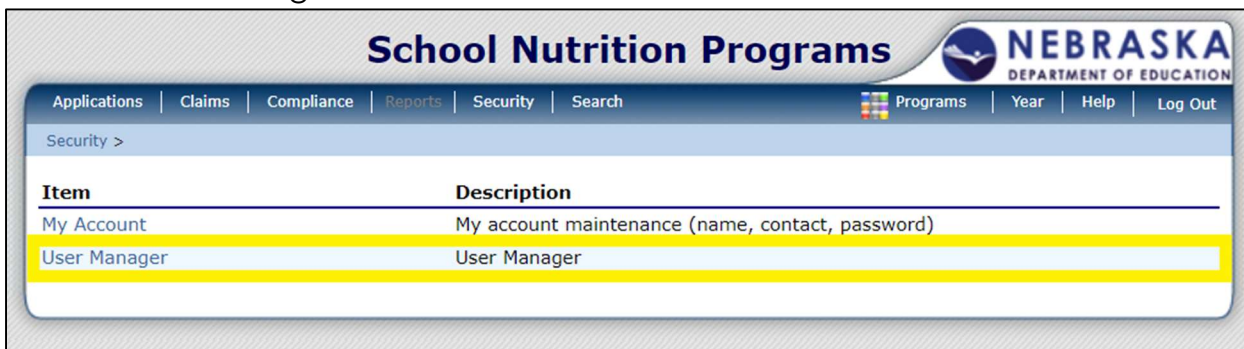 School Nutrition Programs
NEBRASKA
DEPARTMENT OF EDUCATION
Applications | Claims | Compliance | Reports | Security | Search Programs | Year | Help | Log Out
Security >
Item Description
My Account My account maintenance (name, contact, password)
User Manager User Manager